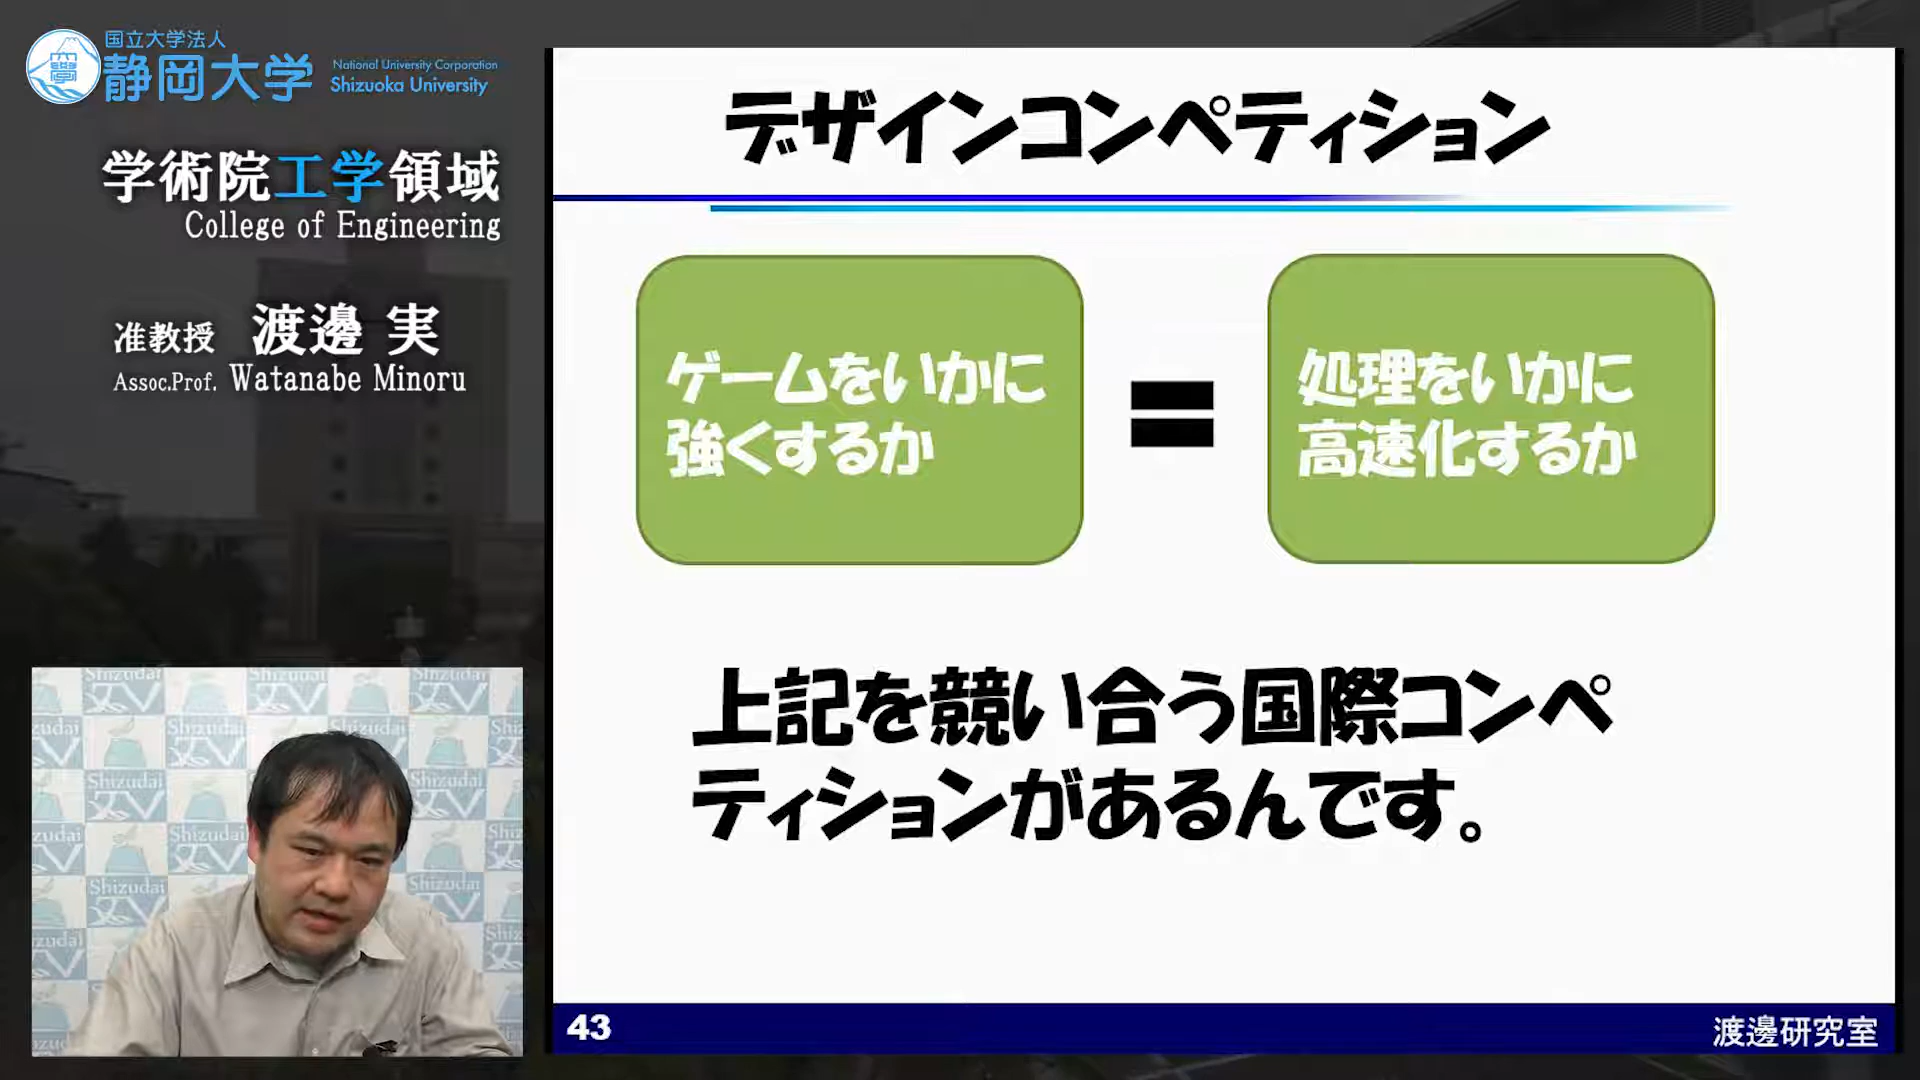 国立大学法人
静岡大学
National University Corporation
Shizuoka University
学術院工学領域
College of Engineering
准教授 渡邊 実
Assoc.Prof. Watanabe Minoru
デザインコンペティション
ゲームをいかに
強くするか
=
処理をいかに
高速化するか
上記を競い合う国際コンペ
ティションがあるんです。
Shizudai
TV
43
渡邊研究室